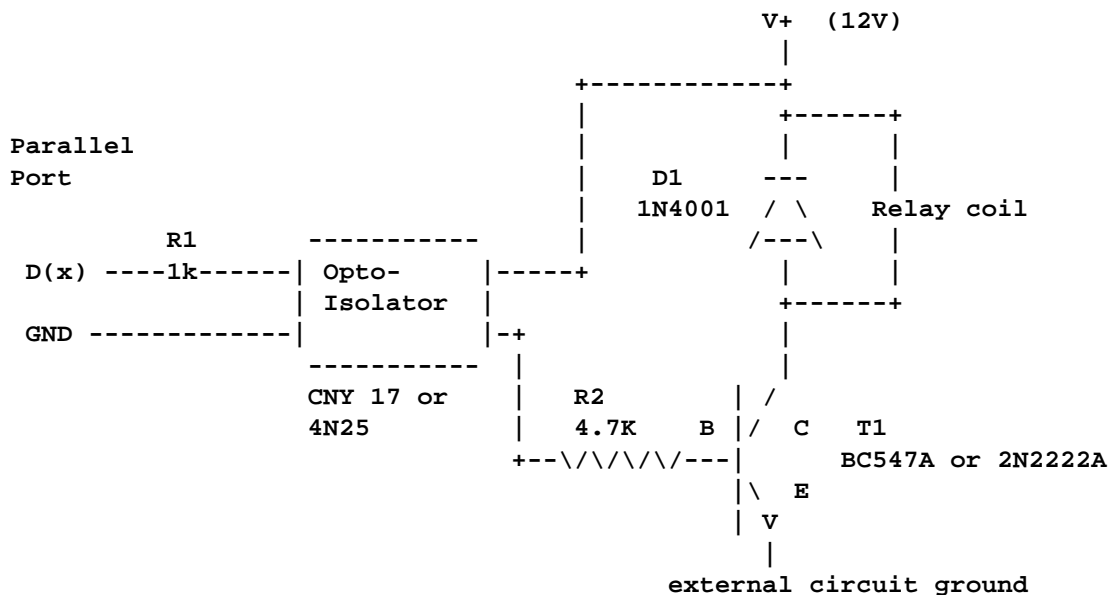 V+ (12V)
Parallel
Port
D1
1N4001
Relay coil
R1
D(x) ----1k------
Opto-
Isolator
GND
CNY 17 or
4N25
R2
4.7K B C T1
BC547A or 2N2222A
E
external circuit ground